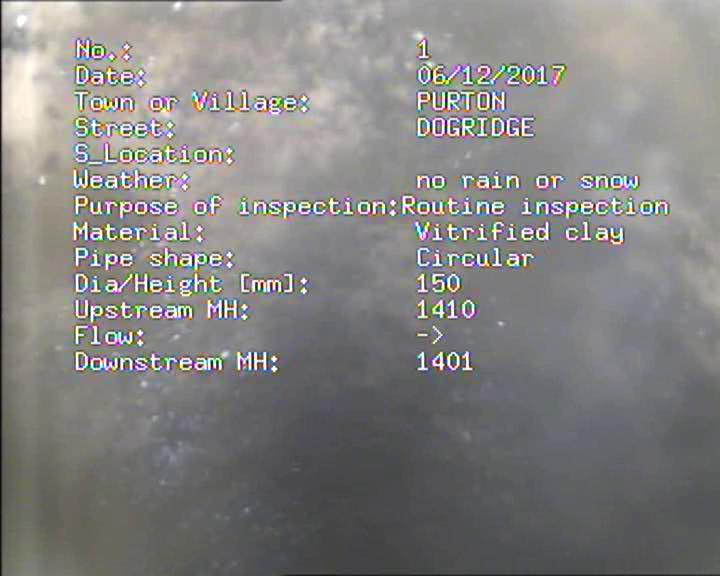 No.: 1
Date: 06/12/2017
Town or Village: PURTON
Street: DOGRIDGE
S_Location:
Weather: no rain or snow
Purpose of inspection:Routine inspection
Material: Vitrified clay
Pipe shape: Circular
Dia/Height [mm]: 150
Upstream MH: 1410
Flow: ->
Downstream MH: 1401